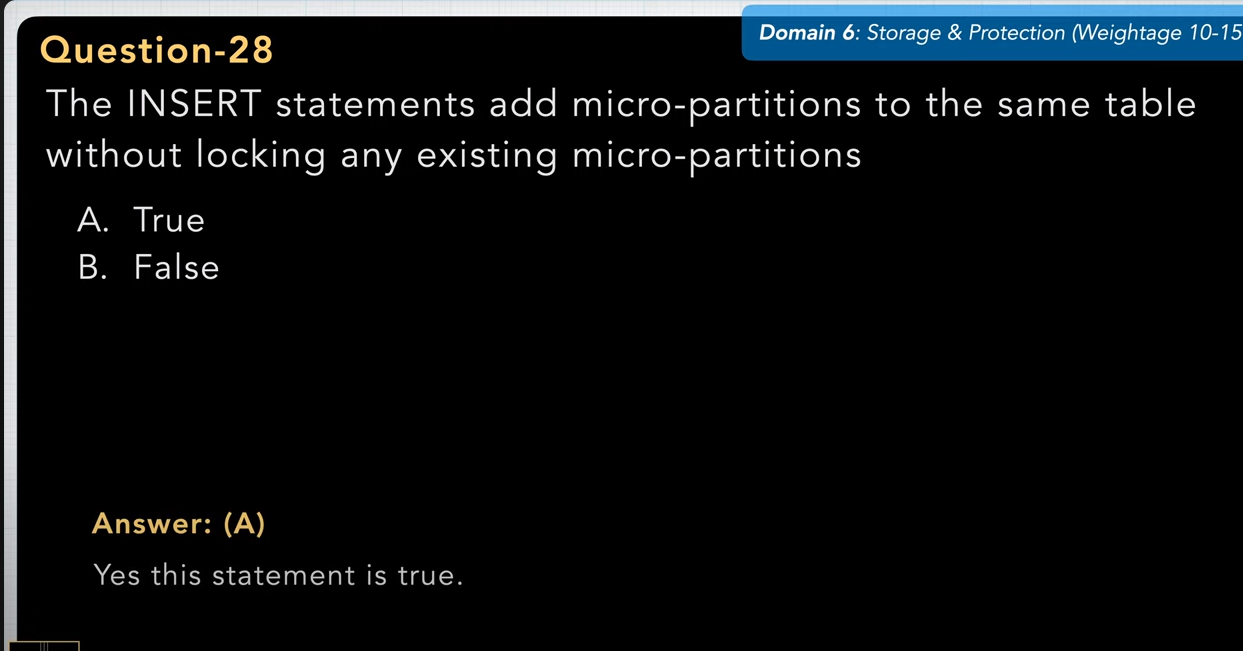 Domain 6: Storage & Protection (Weightage 10-15
Question-28
The INSERT statements add micro-partitions to the same table
without locking any existing micro-partitions
A. True
B. False
Answer: (A)
Yes this statement is true.